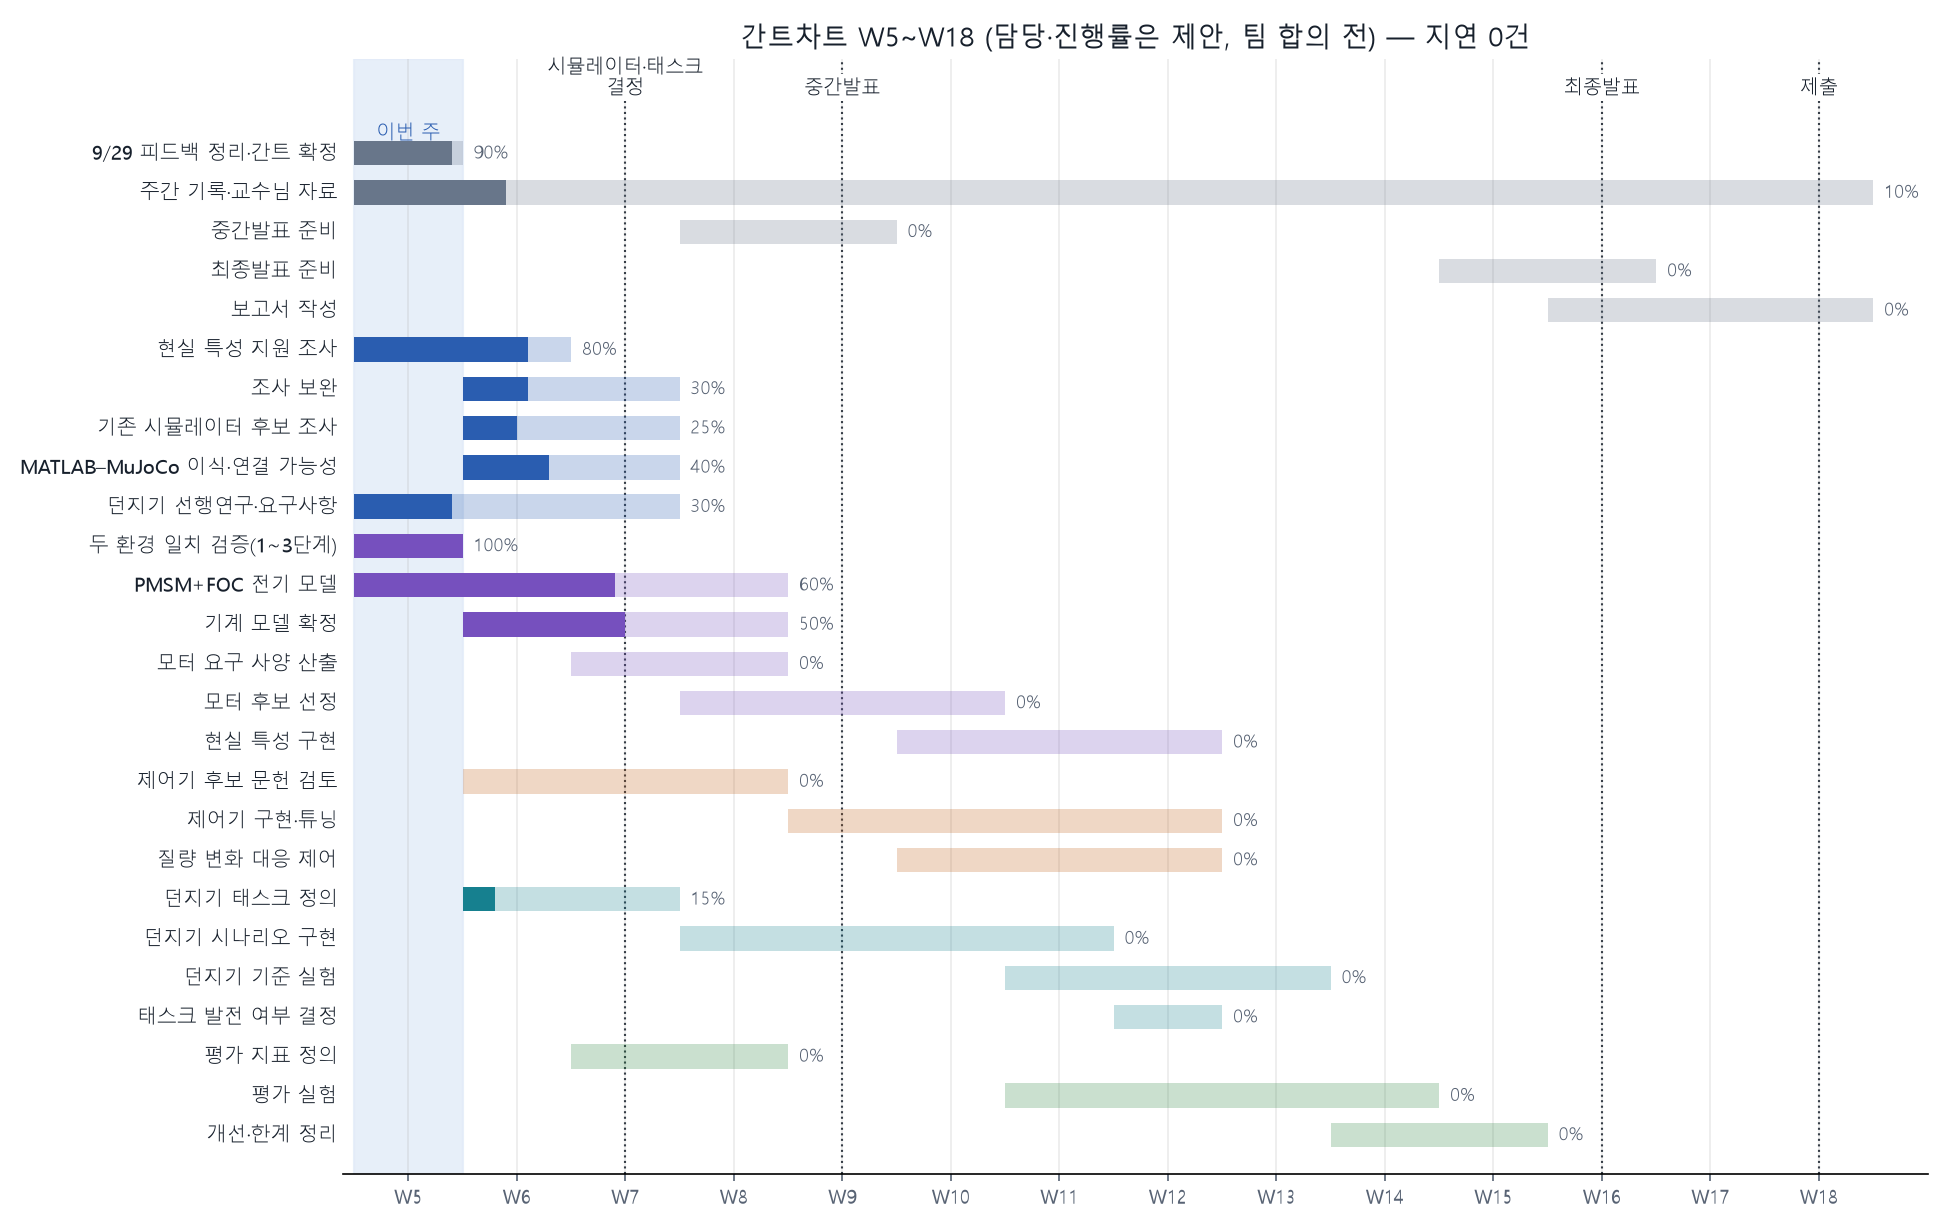 간트차트 W5~W18 (담당·진행률은 제안, 팀 합의 전) — 지연 0건
시뮬레이터·태스크
결정
중간발표
최종발표
제출
이번 주
9/29 피드백 정리·간트 확정 90%
주간 기록·교수님 자료 10%
중간발표 준비 0%
최종발표 준비 0%
보고서 작성 0%
현실 특성 지원 조사 80%
조사 보완 30%
기존 시뮬레이터 후보 조사 25%
MATLAB–MuJoCo 이식·연결 가능성 40%
던지기 선행연구·요구사항 30%
두 환경 일치 검증(1~3단계) 100%
PMSM+FOC 전기 모델 60%
기계 모델 확정 50%
모터 요구 사양 산출 0%
모터 후보 선정 0%
현실 특성 구현 0%
제어기 후보 문헌 검토 0%
제어기 구현·튜닝 0%
질량 변화 대응 제어 0%
던지기 태스크 정의 15%
던지기 시나리오 구현 0%
던지기 기준 실험 0%
태스크 발전 여부 결정 0%
평가 지표 정의 0%
평가 실험 0%
개선·한계 정리 0%
W5 W6 W7 W8 W9 W10 W11 W12 W13 W14 W15 W16 W17 W18